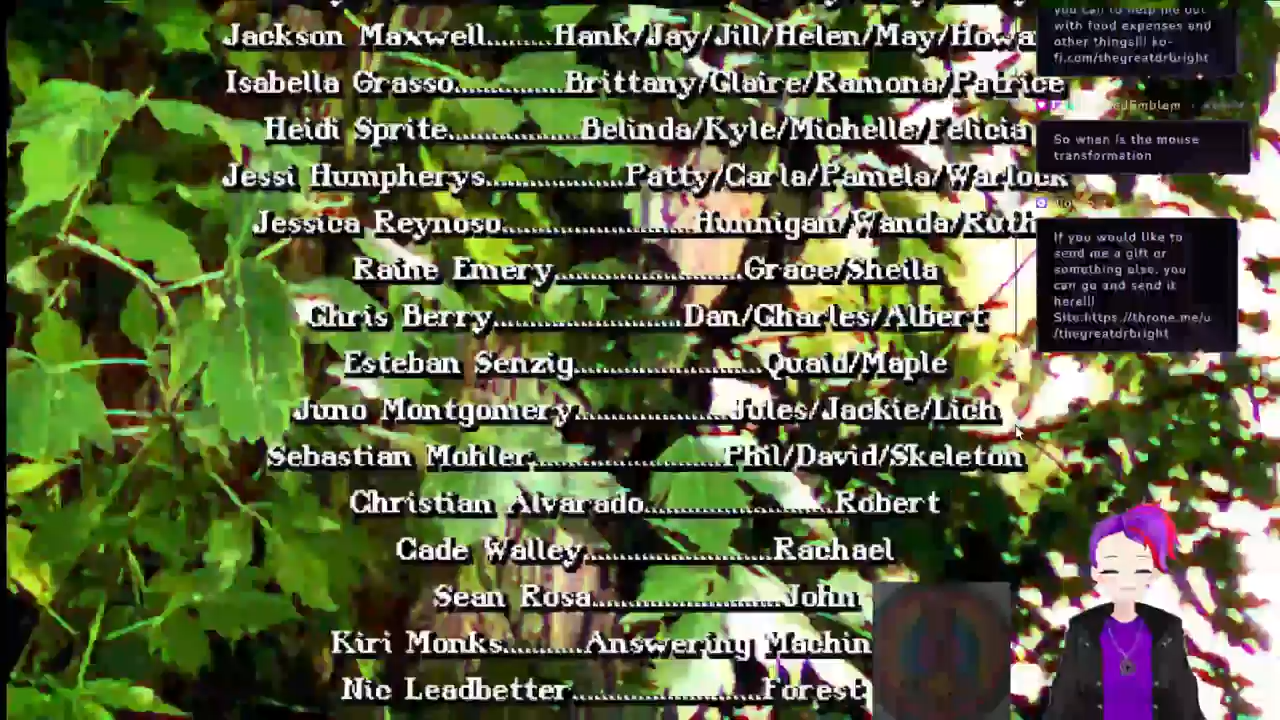 Jackson Maxwell........Hank/Jay/Jill/Helen/May/Howa
Isabella Grasso.............Brittany/Claire/Ramona/Patrice
Heidi Sprite................Belinda/Kyle/Michelle/Felicia
Jessi Humpherys................Patty/Carla/Pamela/Warlock
Jessica Reynoso......................Hunnigan/Wanda/Ruth
Raine Emery......................Grace/Sheila
Chris Berry......................Dan/Charles/Albert
Esteban Senzig......................Quaid/Maple
Juno Montgomery..................Jules/Jackie/Lich
Sebastian Mohler......................Phil/David/Skeleton
Christian Alvarado......................Robert
Cade Walley......................Rachael
Sean Rosa......................John
Kiri Monks..........Answering Machin
Nic Leadbetter......................Forest
you can to help me out
with food expenses and
other things!!! ko-
fi.com/thegreatdrbright
So when is the mouse
transformation
If you would like to
send me a gift or
something else, you
can go and send it
here!!!
Site:https://throne.me/u
/thegreatdrbright